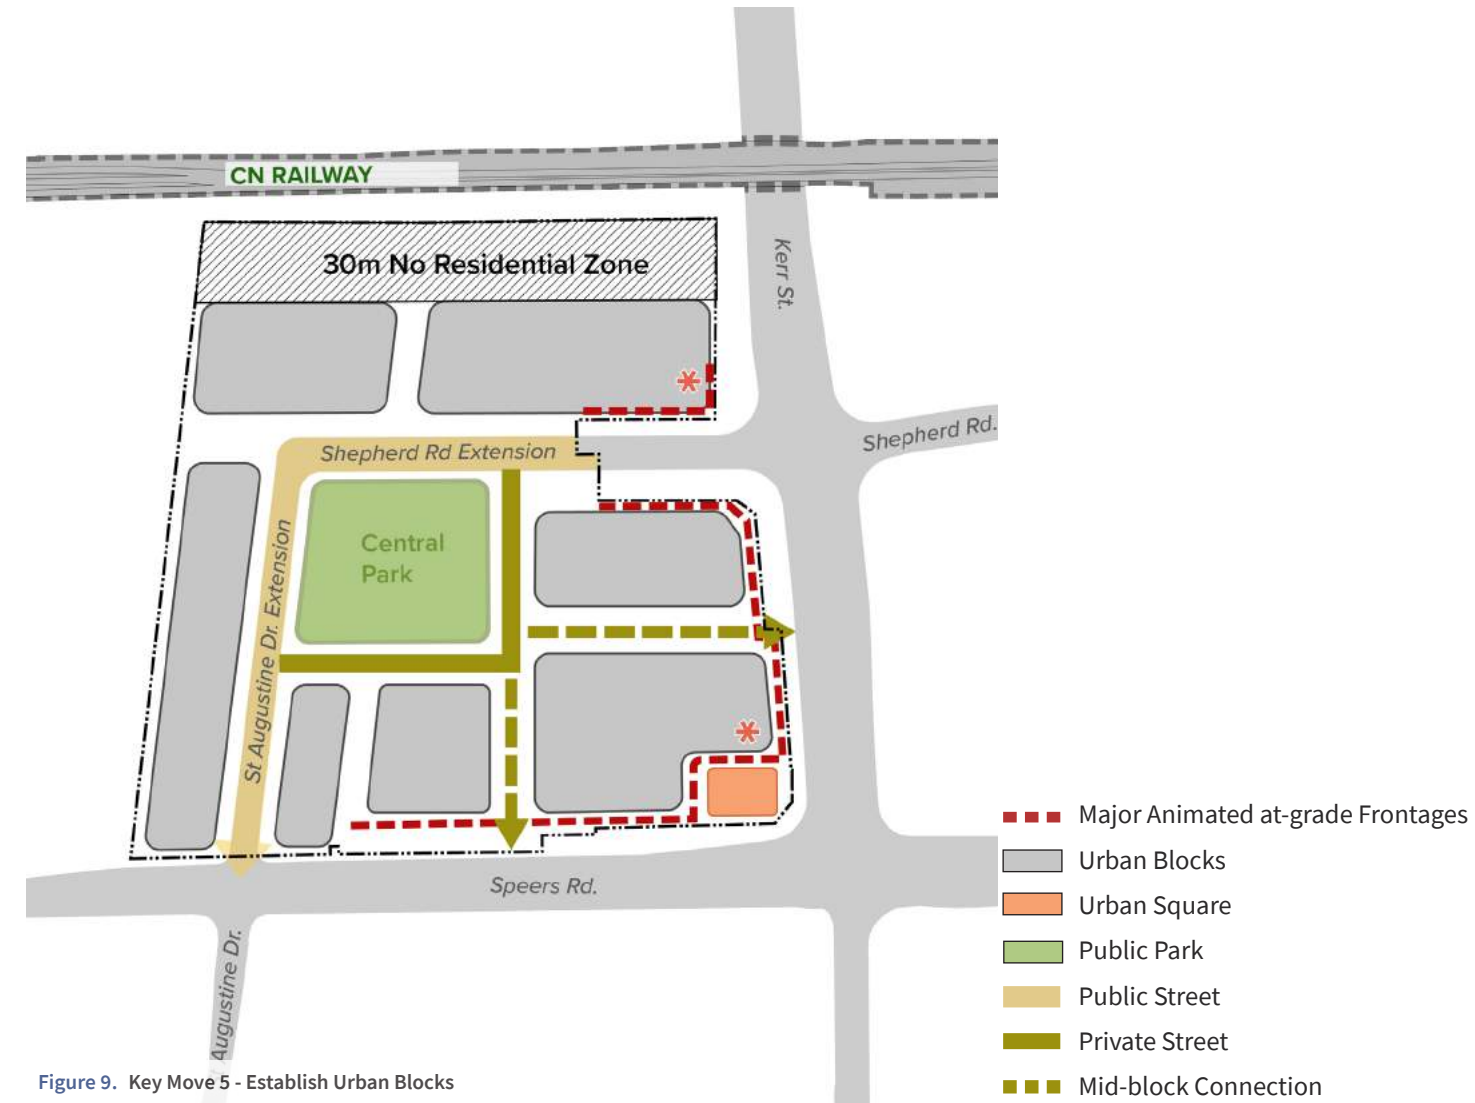 CN RAILWAY
30m No Residential Zone
Kerr St.
Shepherd Rd.
Shepherd Rd Extension
Central
Park
St Augustine Dr. Extension
Speers Rd.
Augustine Dr.
Major Animated at-grade Frontages
Urban Blocks
Urban Square
Public Park
Public Street
Private Street
Mid-block Connection
Figure 9. Key Move 5 - Establish Urban Blocks